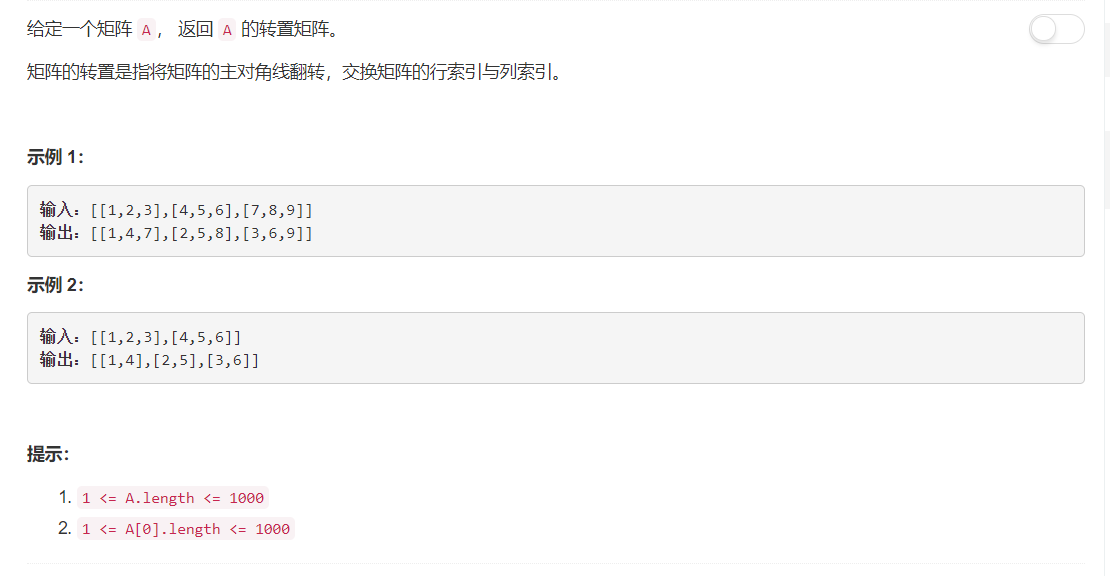 给定一个矩阵 A， 返回 A 的转置矩阵。
矩阵的转置是指将矩阵的主对角线翻转，交换矩阵的行索引与列索引。
示例 1：
输入：[[1,2,3],[4,5,6],[7,8,9]]
输出：[[1,4,7],[2,5,8],[3,6,9]]
示例 2：
输入：[[1,2,3],[4,5,6]]
输出：[[1,4],[2,5],[3,6]]
提示：
1. 1 <= A.length <= 1000
2. 1 <= A[0].length <= 1000